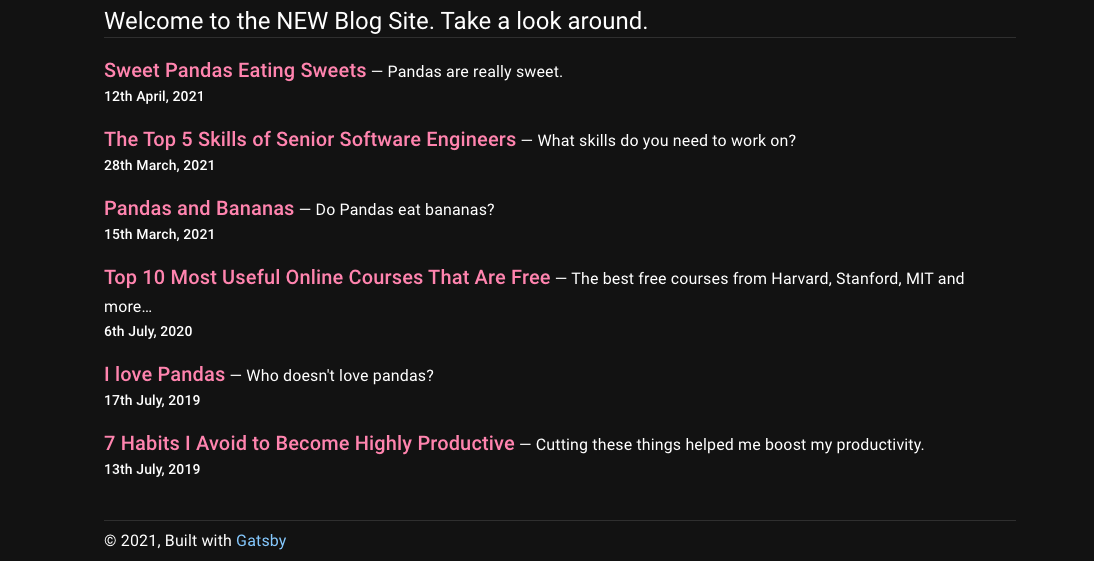 Welcome to the NEW Blog Site. Take a look around.
Sweet Pandas Eating Sweets — Pandas are really sweet.
12th April, 2021
The Top 5 Skills of Senior Software Engineers — What skills do you need to work on?
28th March, 2021
Pandas and Bananas — Do Pandas eat bananas?
15th March, 2021
Top 10 Most Useful Online Courses That Are Free — The best free courses from Harvard, Stanford, MIT and
more…
6th July, 2020
I love Pandas — Who doesn't love pandas?
17th July, 2019
7 Habits I Avoid to Become Highly Productive — Cutting these things helped me boost my productivity.
13th July, 2019
© 2021, Built with Gatsby